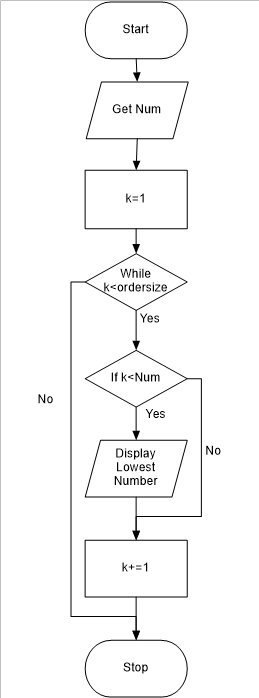 Start
Get Num
k=1
While
k<ordersize
Yes
If k<Num
No
Yes
Display
Lowest
Number
No
k+=1
Stop